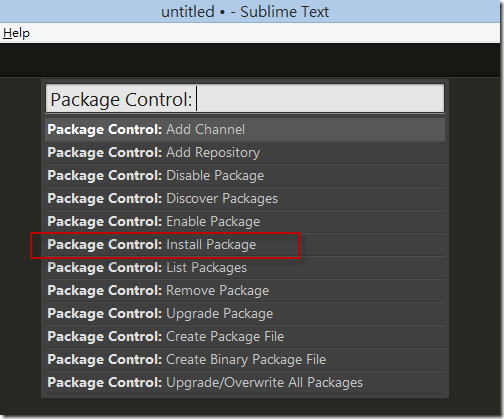 untitled • - Sublime Text
Help
Package Control:
Package Control: Add Channel
Package Control: Add Repository
Package Control: Disable Package
Package Control: Discover Packages
Package Control: Enable Package
Package Control: Install Package
Package Control: List Packages
Package Control: Remove Package
Package Control: Upgrade Package
Package Control: Create Package File
Package Control: Create Binary Package File
Package Control: Upgrade/Overwrite All Packages